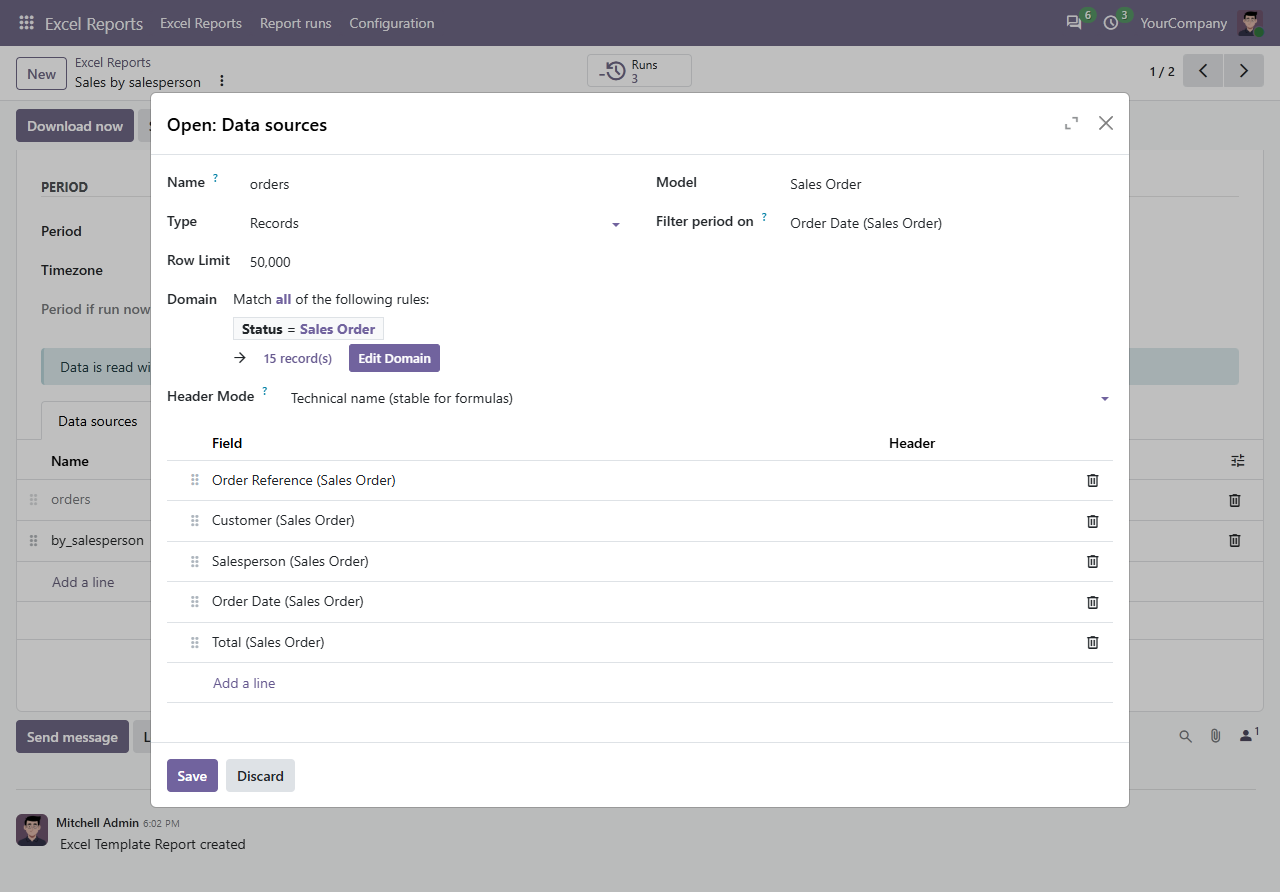 Excel Reports Excel Reports Report runs Configuration 6 3 YourCompany
New Excel Reports Sales by salesperson Runs 3 1 / 2
Download now
Open: Data sources
PERIOD
Period
Timezone
Period if run now
Data is read wi
Data sources
Name
orders
by_salesperson
Add a line
Name ? orders
Model Sales Order
Type Records
Filter period on ? Order Date (Sales Order)
Row Limit 50,000
Domain Match all of the following rules:
Status = Sales Order
15 record(s) Edit Domain
Header Mode ? Technical name (stable for formulas)
Field Header
Order Reference (Sales Order)
Customer (Sales Order)
Salesperson (Sales Order)
Order Date (Sales Order)
Total (Sales Order)
Add a line
Save Discard
Send message 1
Mitchell Admin 6:02 PM
Excel Template Report created